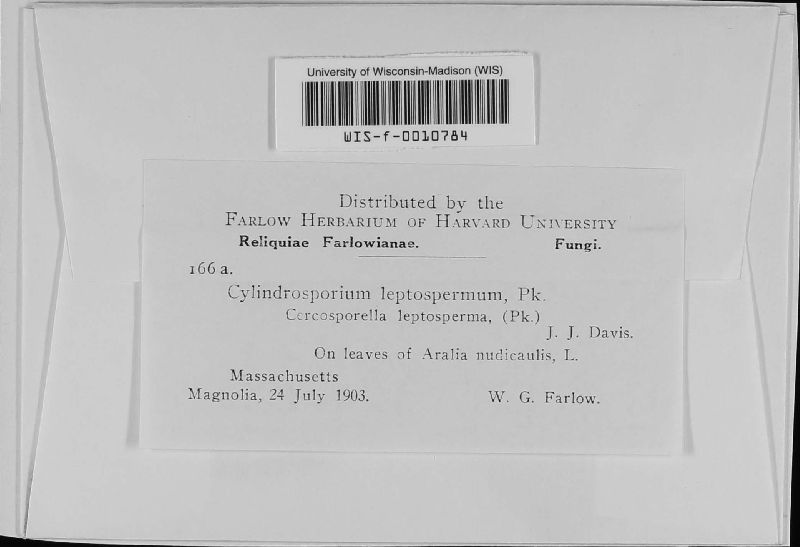 University of Wisconsin-Madison (WIS)
WIS-f-0010784
Distributed by the
FARLOW HERBARIUM OF HARVARD UNIVERSITY
Reliquiae Farlowianae. Fungi.
166 a.
Cylindrosporium leptospermum, Pk.
Cercosporella leptosperma, (Pk.)
J. J. Davis.
On leaves of Aralia nudicaulis, L.
Massachusetts
Magnolia, 24 July 1903. W. G. Farlow.